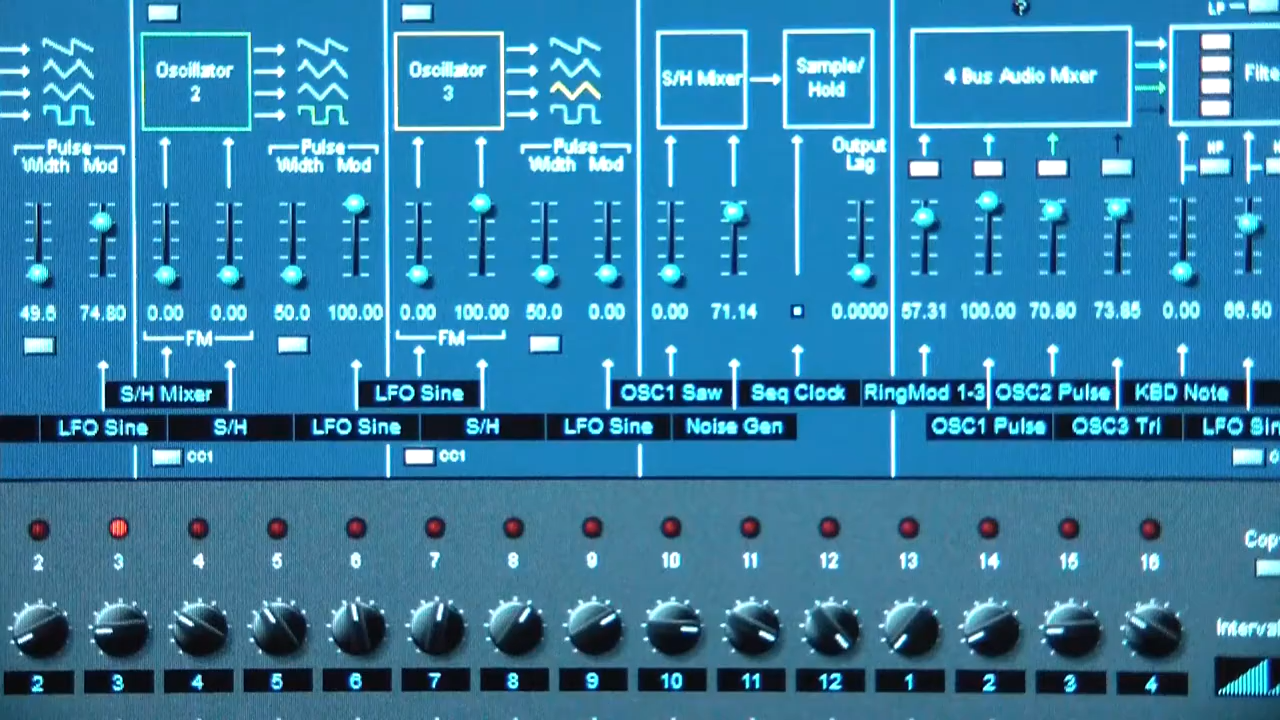 LP
Oscillator 2
Oscillator 3
S/H Mixer
Sample/ Hold
4 Bus Audio Mixer
Pulse
Width Mod
Pulse
Width Mod
Pulse
Width Mod
Output Lag
HP
49.6 74.80 0.00 0.00 50.0 100.00 0.00 100.00 50.0 0.00 0.00 71.14 0.0000 57.31 100.00 70.80 73.85 0.00 66.50
FM
FM
S/H Mixer LFO Sine OSC1 Saw Seq Clock RingMod 1-3 OSC2 Pulse KBD Note
LFO Sine S/H LFO Sine S/H LFO Sine Noise Gen OSC1 Pulse OSC3 Tri
CC1 CC1
2 3 4 5 6 7 8 9 10 11 12 13 14 15 16
2 3 4 5 6 7 8 9 10 11 12 1 2 3 4